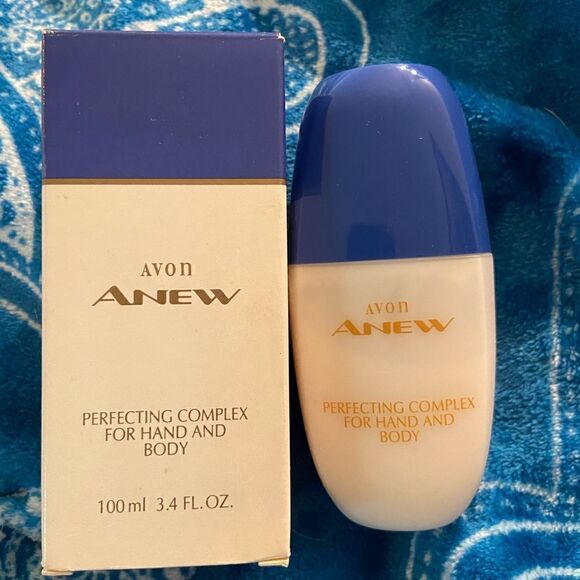 AVON
ANEW
PERFECTING COMPLEX
FOR HAND AND
BODY
100 ml 3.4 FL. OZ.
AVON
ANEW
PERFECTING COMPLEX
FOR HAND AND
BODY